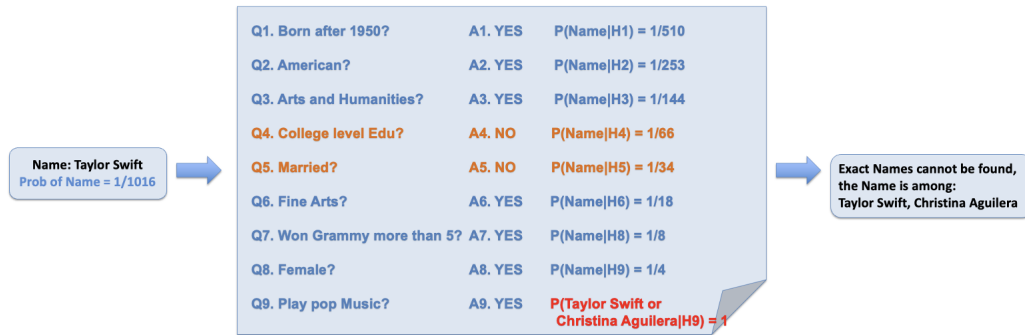 Name: Taylor Swift
Prob of Name = 1/1016
Q1. Born after 1950? A1. YES P(Name|H1) = 1/510
Q2. American? A2. YES P(Name|H2) = 1/253
Q3. Arts and Humanities? A3. YES P(Name|H3) = 1/144
Q4. College level Edu? A4. NO P(Name|H4) = 1/66
Q5. Married? A5. NO P(Name|H5) = 1/34
Q6. Fine Arts? A6. YES P(Name|H6) = 1/18
Q7. Won Grammy more than 5? A7. YES P(Name|H8) = 1/8
Q8. Female? A8. YES P(Name|H9) = 1/4
Q9. Play pop Music? A9. YES P(Taylor Swift or
Christina Aguilera|H9) = 1
Exact Names cannot be found,
the Name is among:
Taylor Swift, Christina Aguilera